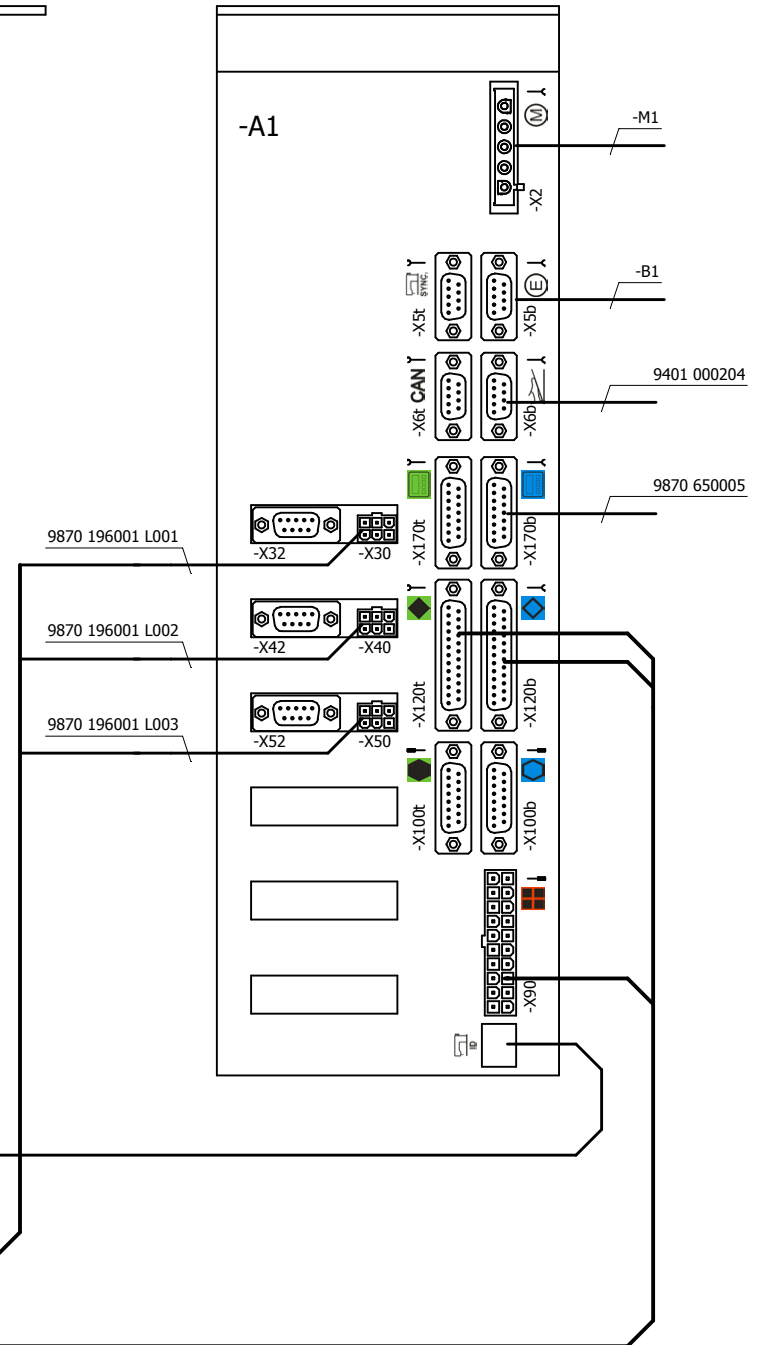 -A1
M
-X2
-M1
SYNC.
-X5t
E
-X5b
-B1
CAN
-X6t
-X6b
9401 000204
-X170t
-X170b
9870 650005
9870 196001 L001
-X32
-X30
9870 196001 L002
-X42
-X40
-X120t
-X120b
9870 196001 L003
-X52
-X50
-X100t
-X100b
-X90
ID